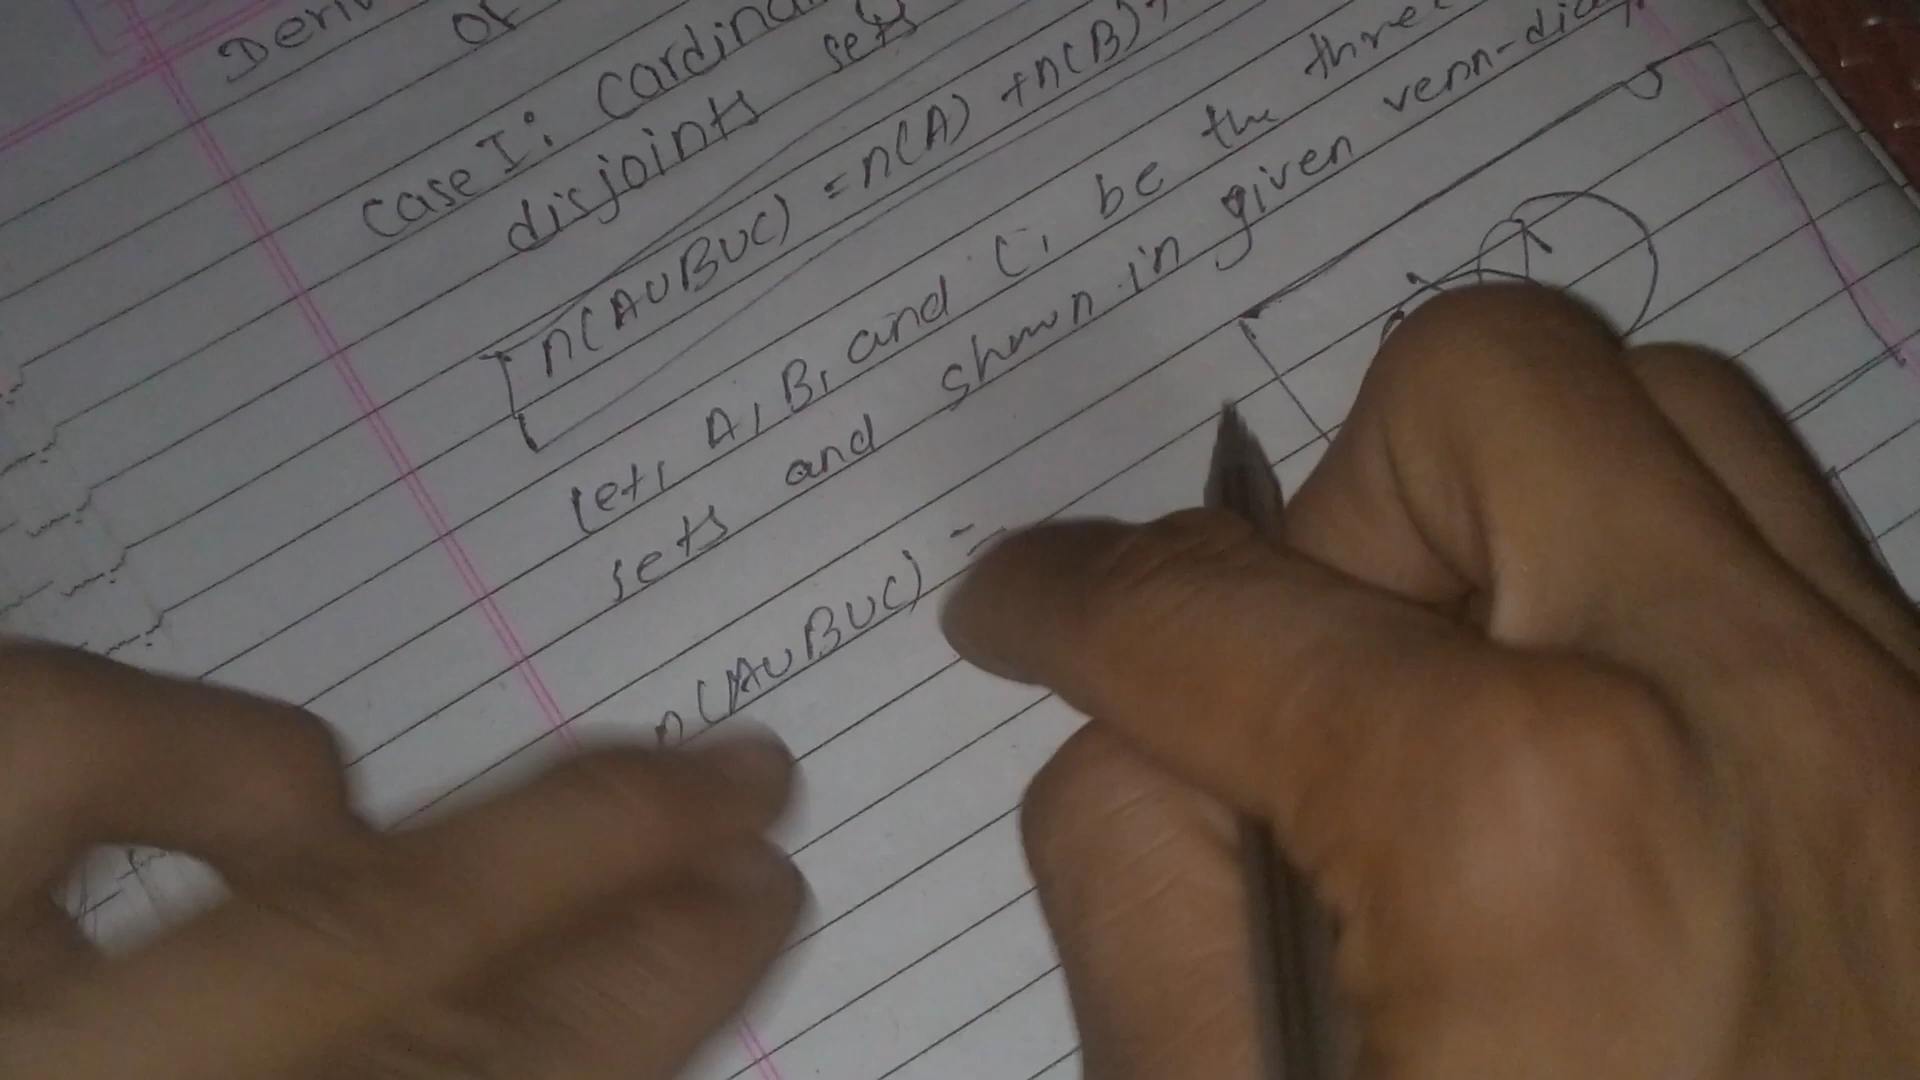 Deri
of
Case I: Cardina
disjoints sets
n(AUBUC) = n(A) + n(B) +
let, A, B, and C, be the three
sets and shown in given venn-dia
n(AUBUC) =